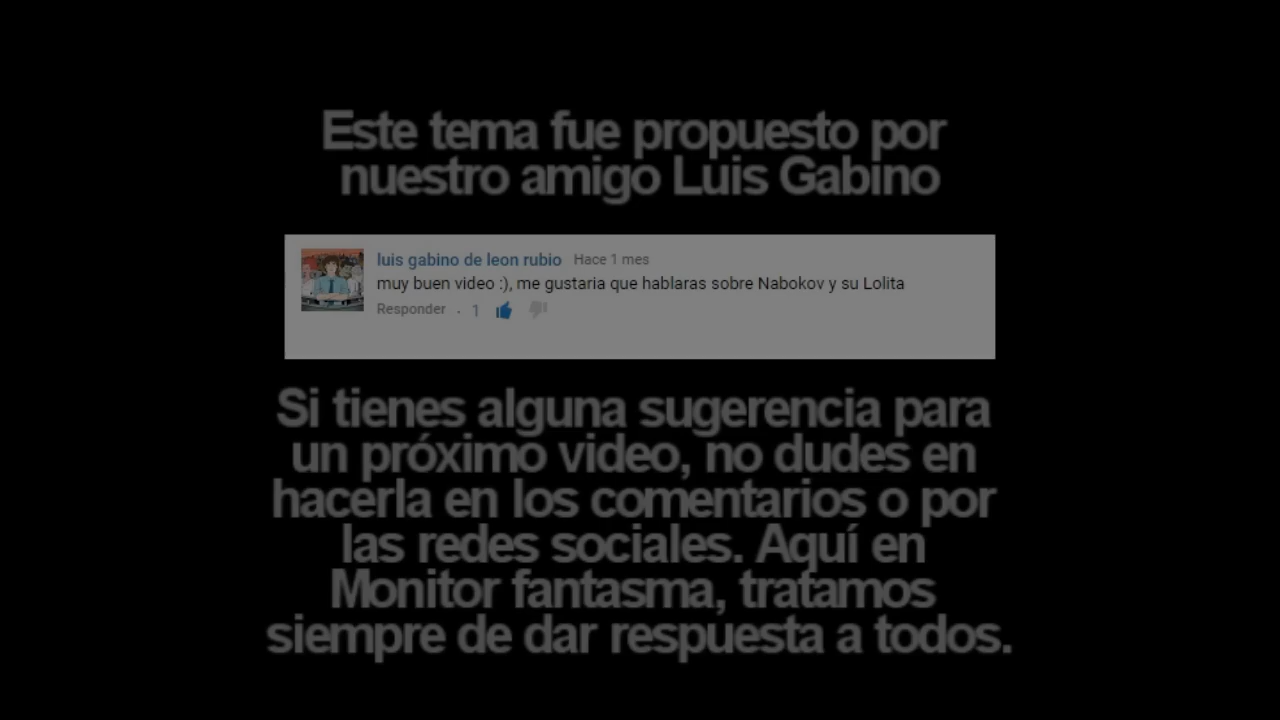 Este tema fue propuesto por
nuestro amigo Luis Gabino
luis gabino de leon rubio Hace 1 mes
muy buen video :), me gustaria que hablaras sobre Nabokov y su Lolita
Responder . 1
Si tienes alguna sugerencia para
un próximo video, no dudes en
hacerla en los comentarios o por
las redes sociales. Aquí en
Monitor fantasma, tratamos
siempre de dar respuesta a todos.